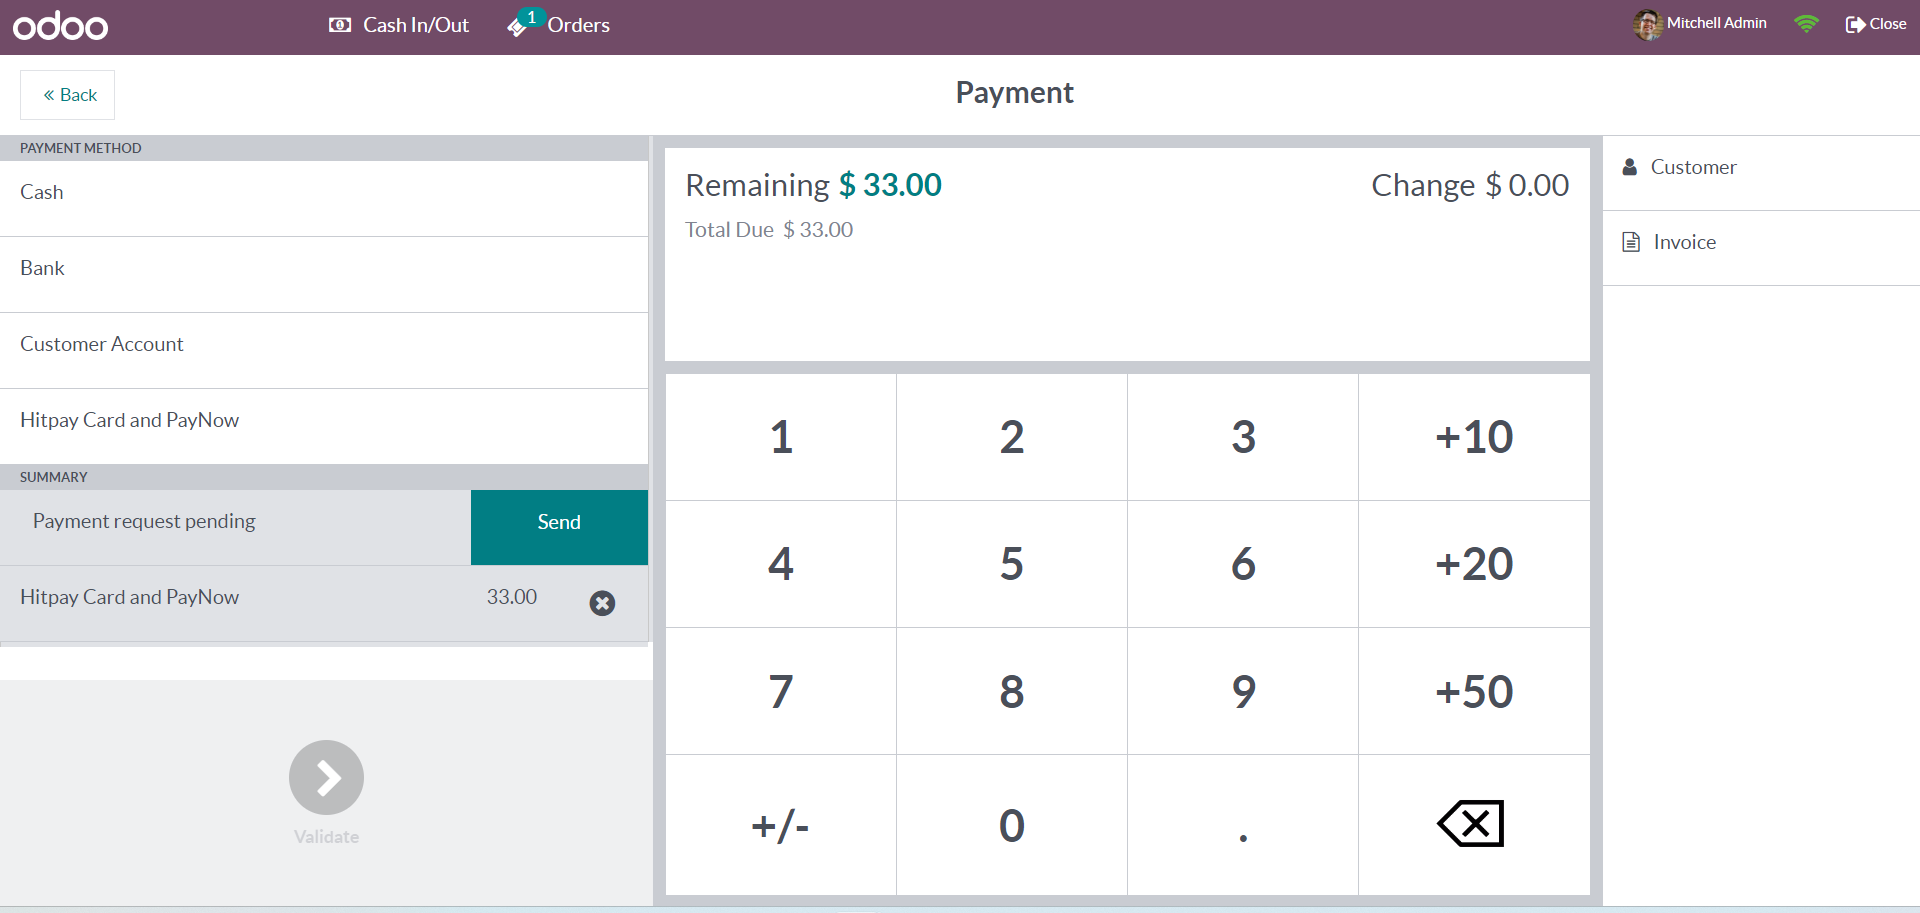 odoo
Cash In/Out
1
Orders
Mitchell Admin
Close
« Back
Payment
PAYMENT METHOD
Cash
Bank
Customer Account
Hitpay Card and PayNow
SUMMARY
Payment request pending
Send
Hitpay Card and PayNow 33.00
Validate
Remaining $ 33.00
Change $ 0.00
Total Due $ 33.00
1 2 3 +10
4 5 6 +20
7 8 9 +50
+/- 0 .
Customer
Invoice